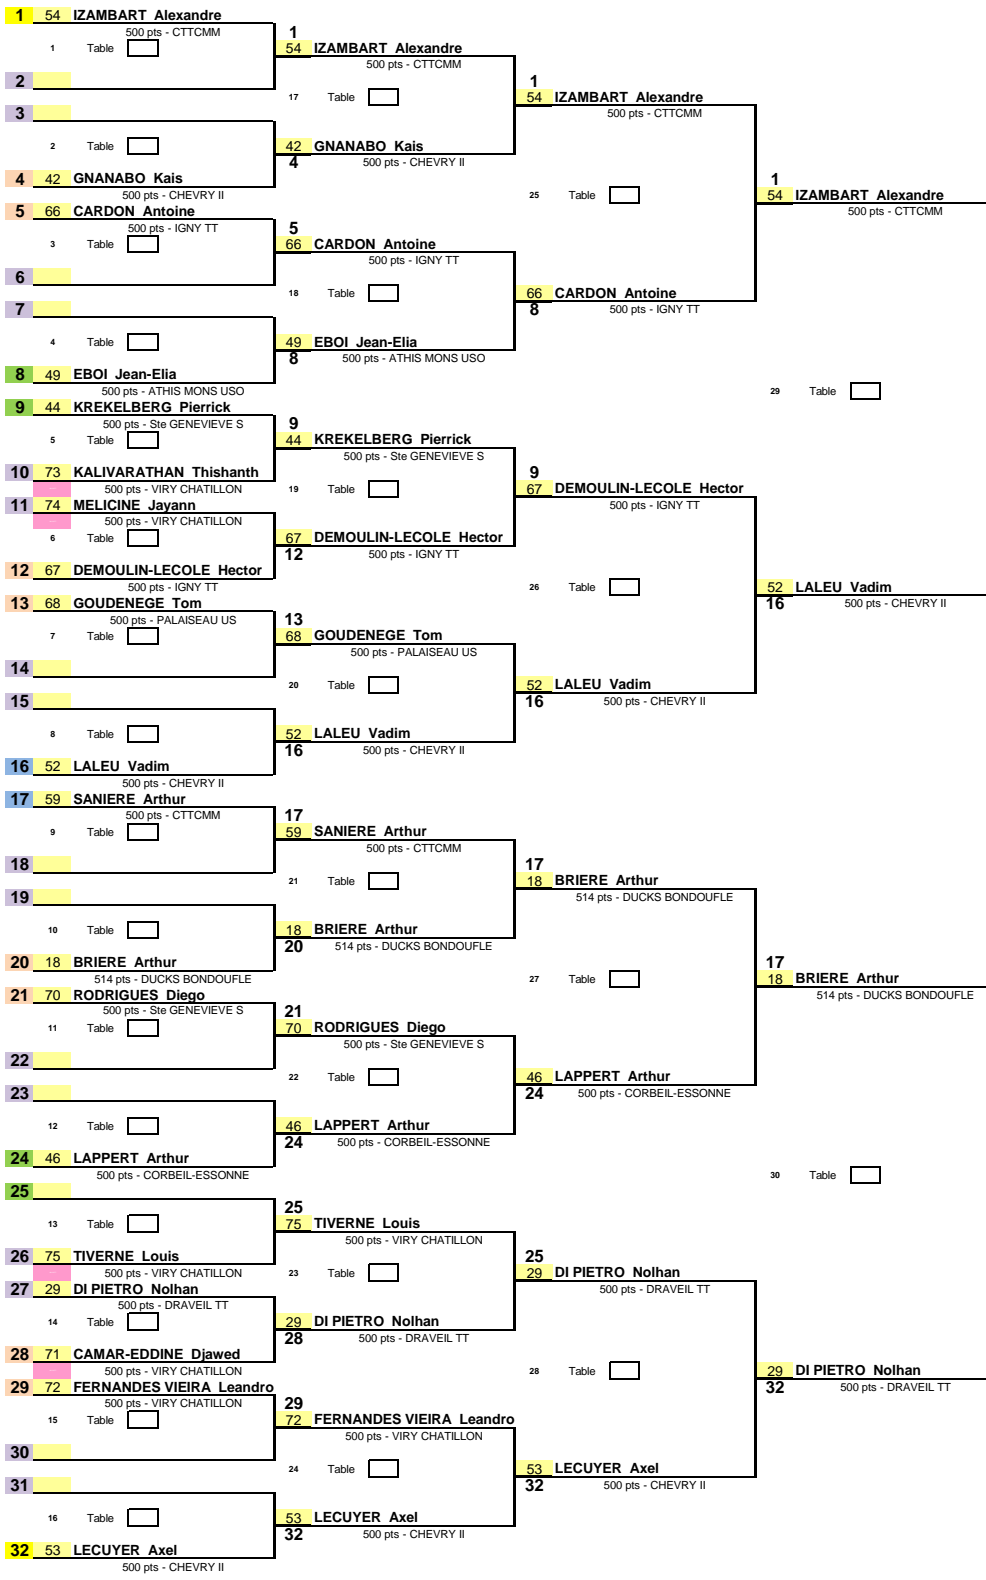 1 54 IZAMBART Alexandre
500 pts - CTTCMM 1
1 Table 54 IZAMBART Alexandre
500 pts - CTTCMM
2 1
17 Table 54 IZAMBART Alexandre
3 500 pts - CTTCMM
2 Table 42 GNANABO Kais
4 500 pts - CHEVRY II
4 42 GNANABO Kais 1
500 pts - CHEVRY II 25 Table 54 IZAMBART Alexandre
5 66 CARDON Antoine 500 pts - CTTCMM
500 pts - IGNY TT 5
3 Table 66 CARDON Antoine
500 pts - IGNY TT
6
18 Table 66 CARDON Antoine
7 8 500 pts - IGNY TT
4 Table 49 EBOI Jean-Elia
8 500 pts - ATHIS MONS USO
8 49 EBOI Jean-Elia
500 pts - ATHIS MONS USO 29 Table
9 44 KREKELBERG Pierrick
500 pts - Ste GENEVIEVE S 9
5 Table 44 KREKELBERG Pierrick
500 pts - Ste GENEVIEVE S
10 73 KALIVARATHAN Thishanth 9
500 pts - VIRY CHATILLON 19 Table 67 DEMOULIN-LECOLE Hector
11 74 MELICINE Jayann 500 pts - IGNY TT
500 pts - VIRY CHATILLON
6 Table 67 DEMOULIN-LECOLE Hector
12 500 pts - IGNY TT
12 67 DEMOULIN-LECOLE Hector
500 pts - IGNY TT 26 Table 52 LALEU Vadim
13 68 GOUDENEGE Tom 16 500 pts - CHEVRY II
500 pts - PALAISEAU US 13
7 Table 68 GOUDENEGE Tom
500 pts - PALAISEAU US
14
20 Table 52 LALEU Vadim
15 16 500 pts - CHEVRY II
8 Table 52 LALEU Vadim
16 500 pts - CHEVRY II
16 52 LALEU Vadim
500 pts - CHEVRY II
17 59 SANIERE Arthur
500 pts - CTTCMM 17
9 Table 59 SANIERE Arthur
500 pts - CTTCMM
18 17
21 Table 18 BRIERE Arthur
19 514 pts - DUCKS BONDOUFLE
10 Table 18 BRIERE Arthur
20 514 pts - DUCKS BONDOUFLE
20 18 BRIERE Arthur 17
514 pts - DUCKS BONDOUFLE 27 Table 18 BRIERE Arthur
21 70 RODRIGUES Diego 514 pts - DUCKS BONDOUFLE
500 pts - Ste GENEVIEVE S 21
11 Table 70 RODRIGUES Diego
500 pts - Ste GENEVIEVE S
22
22 Table 46 LAPPERT Arthur
23 24 500 pts - CORBEIL-ESSONNE
12 Table 46 LAPPERT Arthur
24 500 pts - CORBEIL-ESSONNE
24 46 LAPPERT Arthur
500 pts - CORBEIL-ESSONNE 30 Table
25
25
13 Table 75 TIVERNE Louis
500 pts - VIRY CHATILLON
26 75 TIVERNE Louis 25
500 pts - VIRY CHATILLON 23 Table 29 DI PIETRO Nolhan
27 29 DI PIETRO Nolhan 500 pts - DRAVEIL TT
500 pts - DRAVEIL TT
14 Table 29 DI PIETRO Nolhan
28 500 pts - DRAVEIL TT
28 71 CAMAR-EDDINE Djawed
500 pts - VIRY CHATILLON 28 Table 29 DI PIETRO Nolhan
29 72 FERNANDES VIEIRA Leandro 32 500 pts - DRAVEIL TT
500 pts - VIRY CHATILLON 29
15 Table 72 FERNANDES VIEIRA Leandro
500 pts - VIRY CHATILLON
30
24 Table 53 LECUYER Axel
31 32 500 pts - CHEVRY II
16 Table 53 LECUYER Axel
32 500 pts - CHEVRY II
32 53 LECUYER Axel
500 pts - CHEVRY II